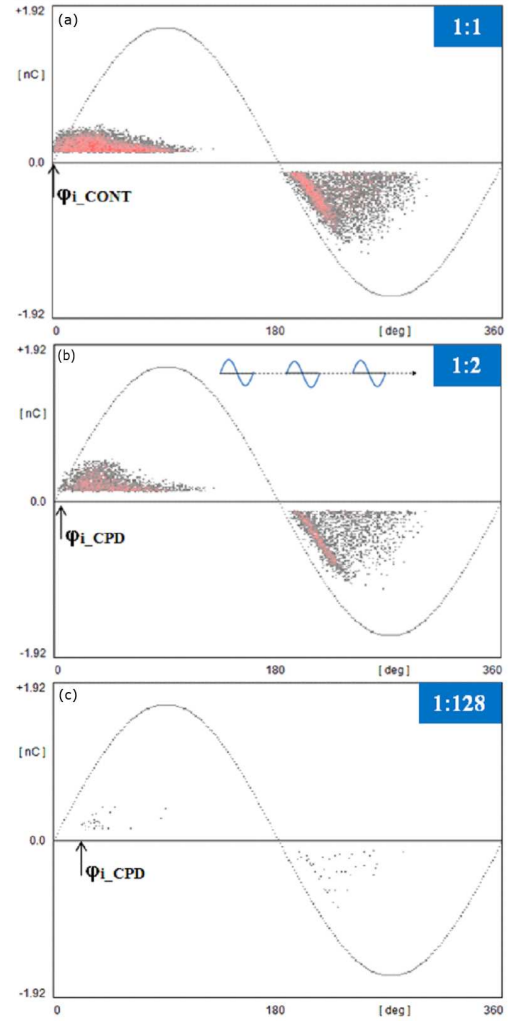 +1.92
(a)
1:1
[ nC ]
0.0
φi_CONT
-1.92
0
180
[ deg ]
360
+1.92
(b)
1:2
[ nC ]
0.0
φi_CPD
-1.92
0
180
[ deg ]
360
+1.92
(c)
1:128
[ nC ]
0.0
φi_CPD
-1.92
0
180
[ deg ]
360